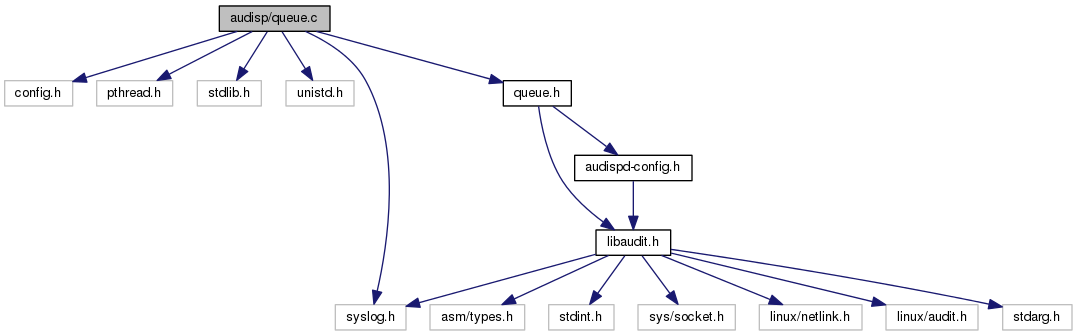 audisp/queue.c
config.h
pthread.h
stdlib.h
unistd.h
queue.h
audispd-config.h
libaudit.h
syslog.h
asm/types.h
stdint.h
sys/socket.h
linux/netlink.h
linux/audit.h
stdarg.h